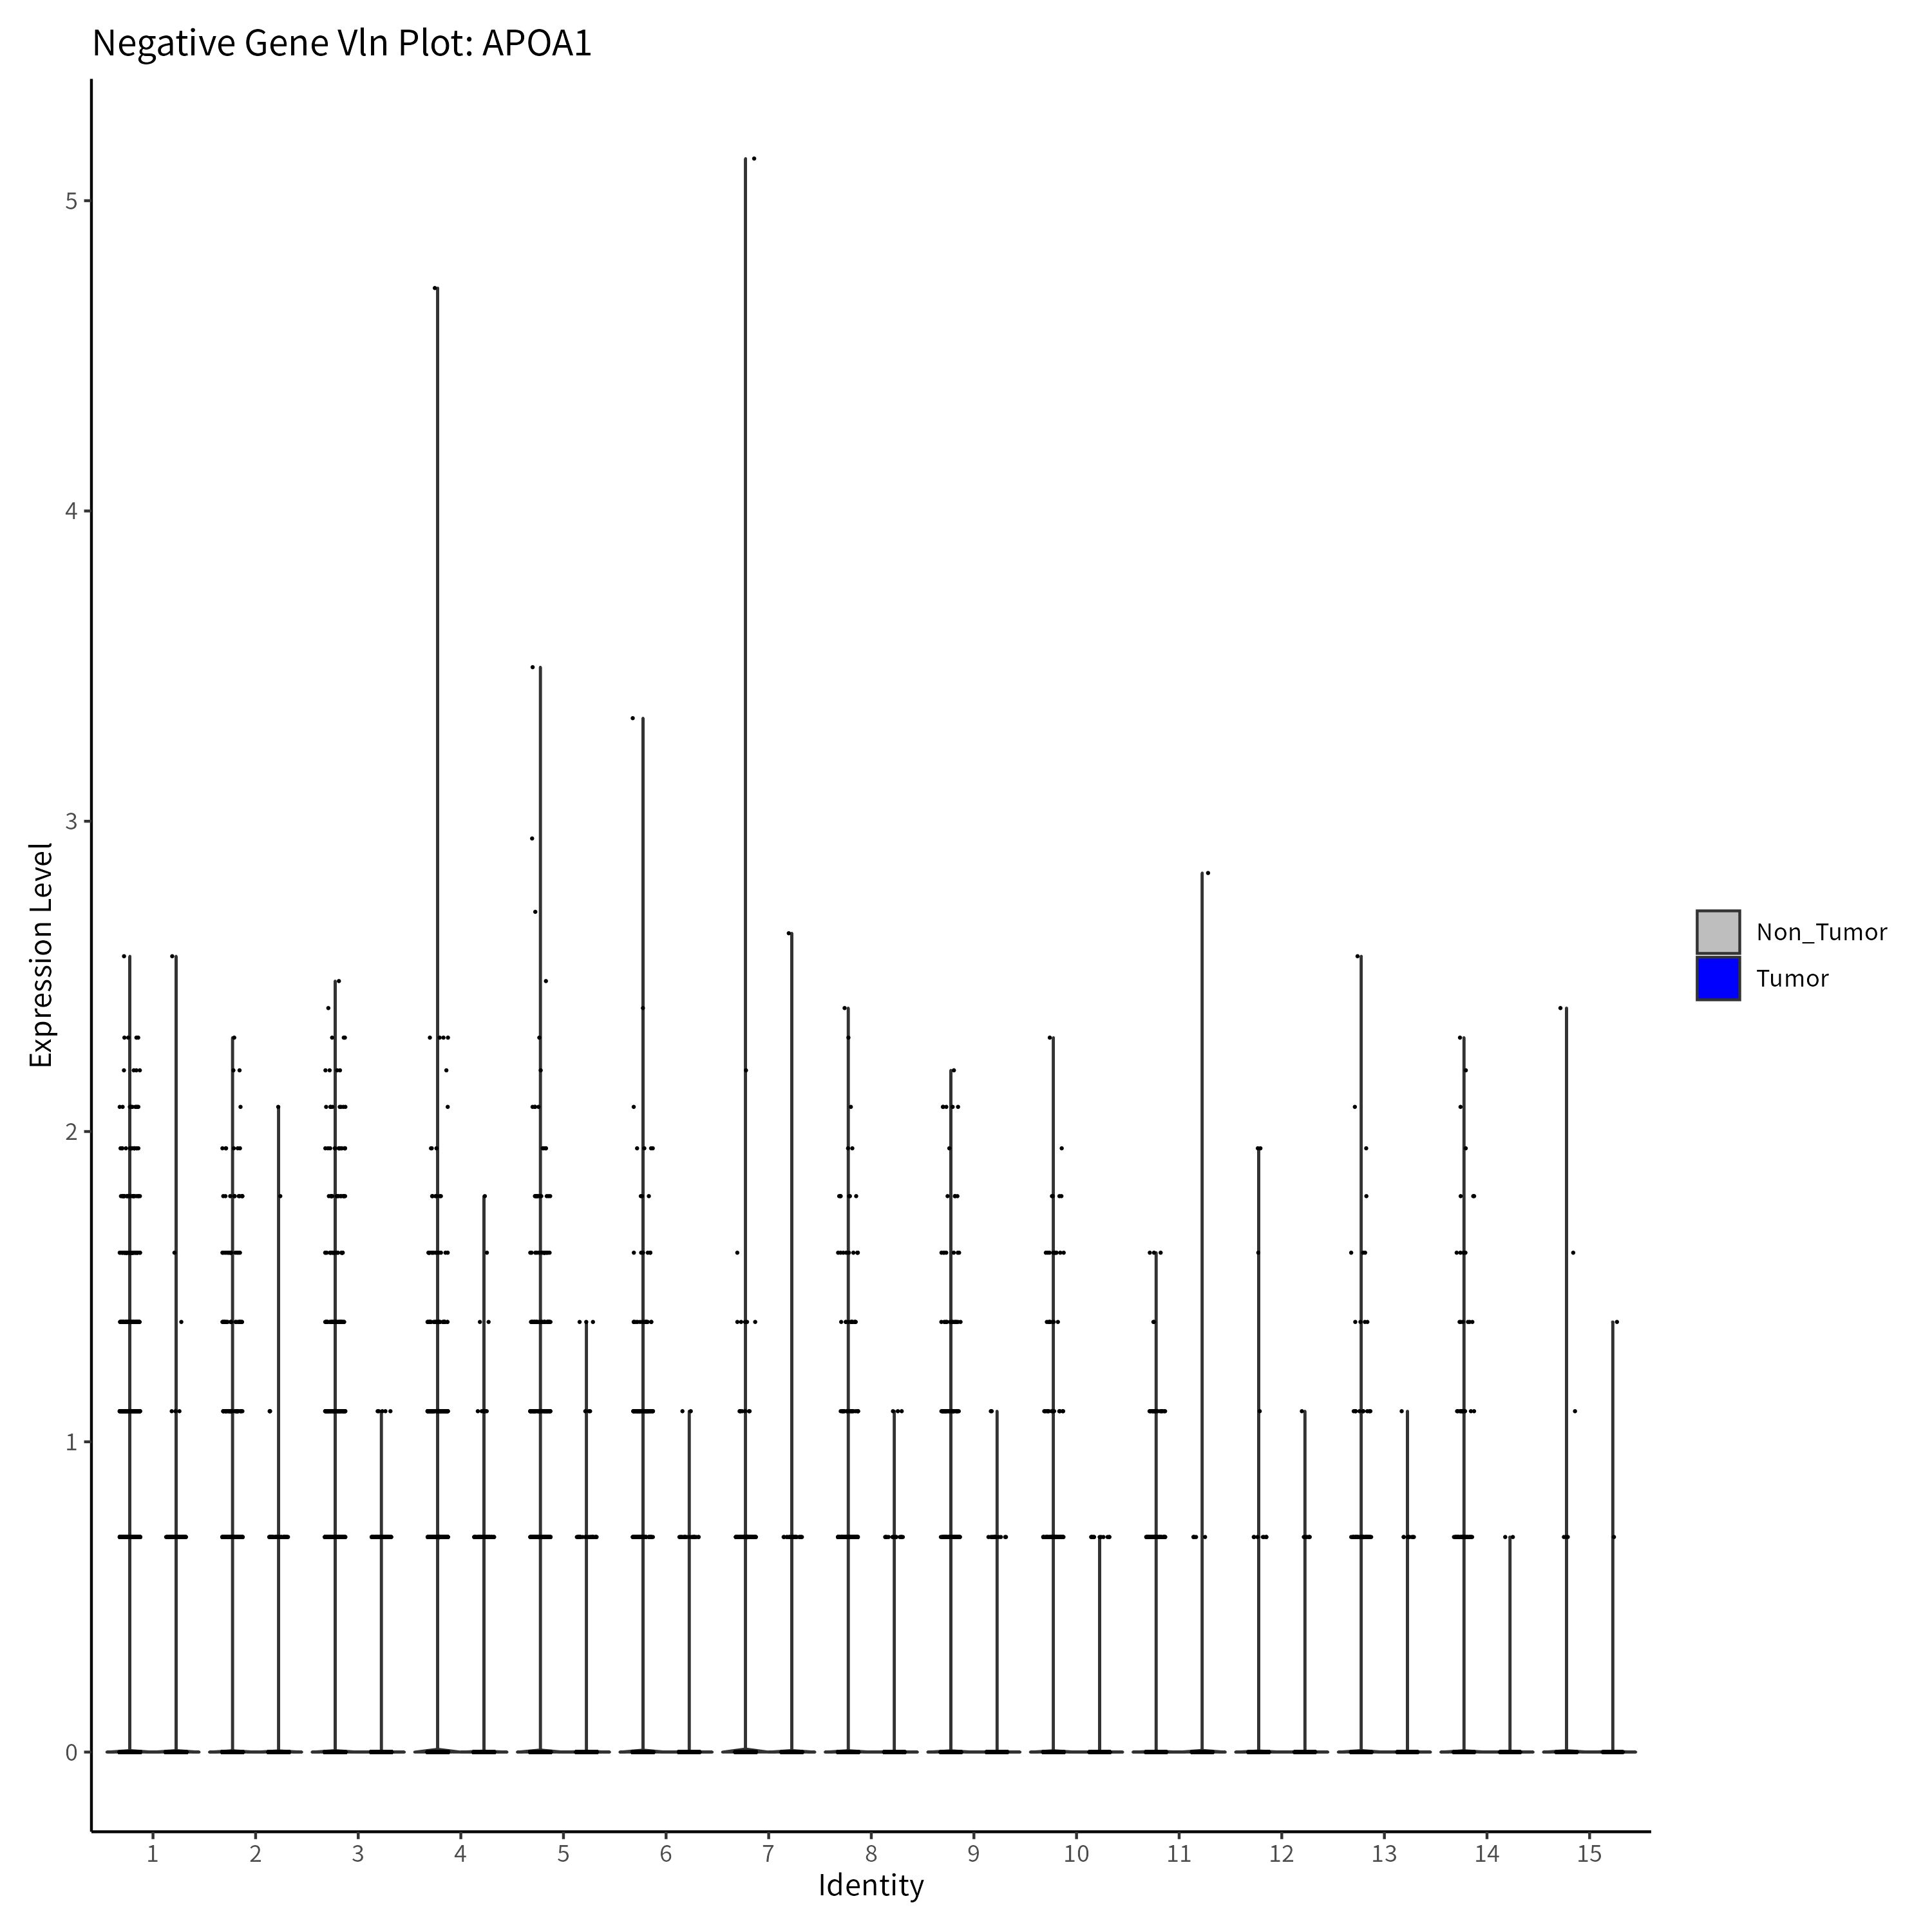 Negative Gene Vln Plot: APOA1
Expression Level
5
4
3
2
1
0
1 2 3 4 5 6 7 8 9 10 11 12 13 14 15
Identity
Non_Tumor
Tumor